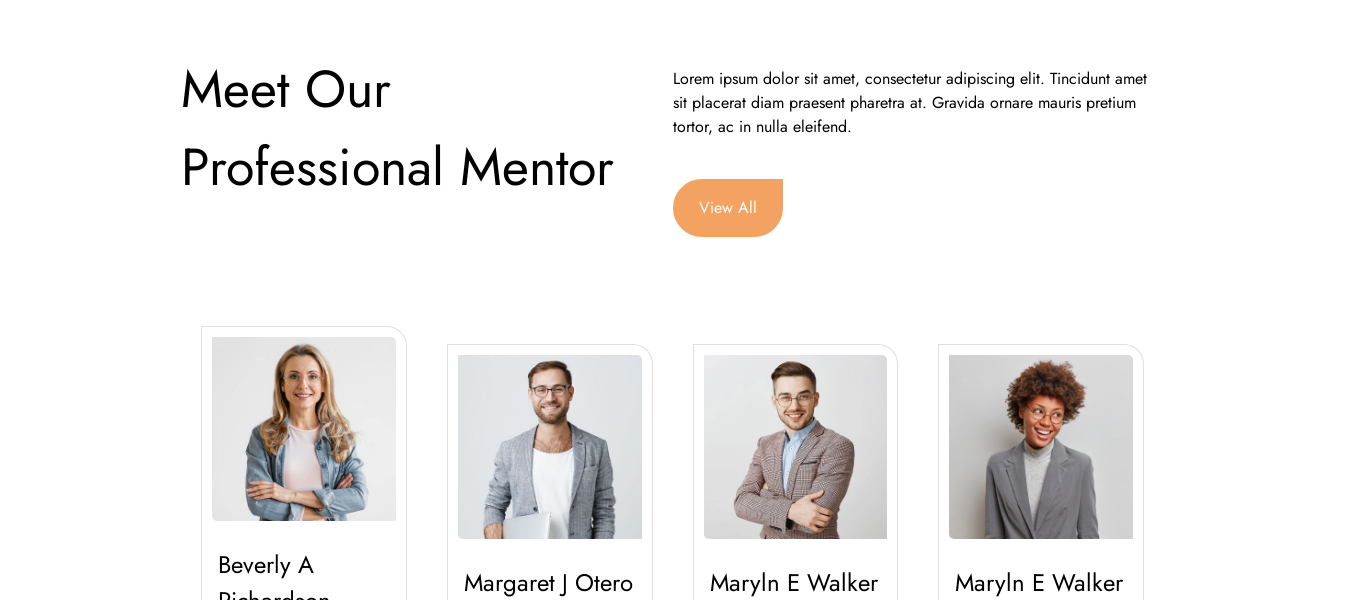 Meet Our
Professional Mentor
Lorem ipsum dolor sit amet, consectetur adipiscing elit. Tincidunt amet
sit placerat diam praesent pharetra at. Gravida ornare mauris pretium
tortor, ac in nulla eleifend.
View All
Beverly A
Richardson
Margaret J Otero
Maryln E Walker
Maryln E Walker